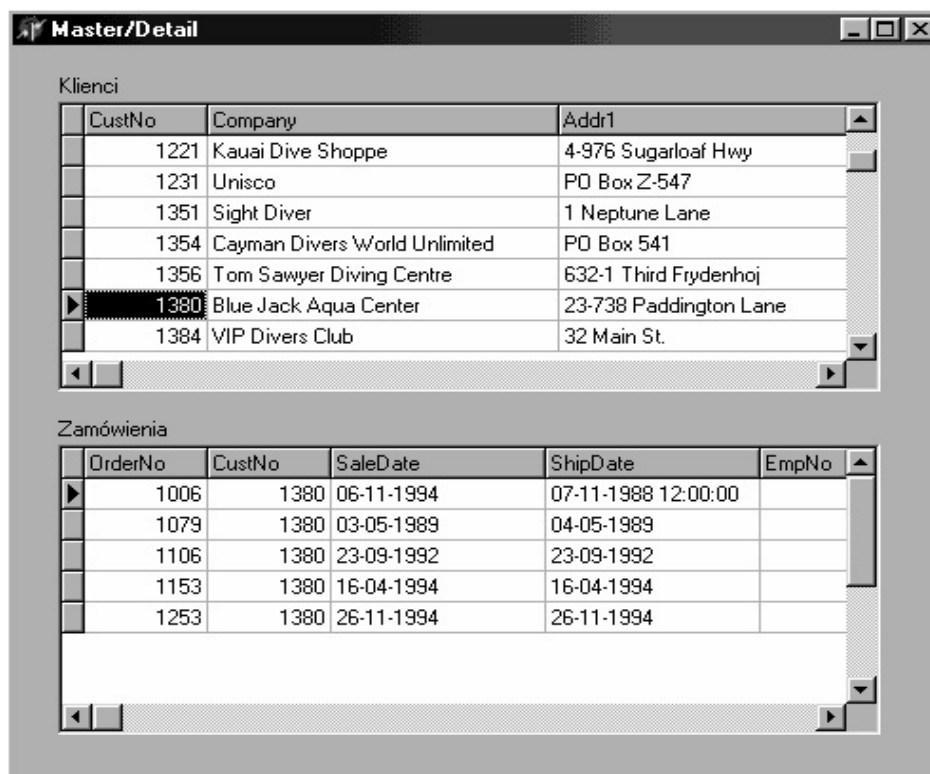 Master/Detail
Klienci
CustNo Company Addr1
1221 Kauai Dive Shoppe 4-976 Sugarloaf Hwy
1231 Unisco PO Box Z-547
1351 Sight Diver 1 Neptune Lane
1354 Cayman Divers World Unlimited PO Box 541
1356 Tom Sawyer Diving Centre 632-1 Third Frydenhoj
1380 Blue Jack Aqua Center 23-738 Paddington Lane
1384 VIP Divers Club 32 Main St.
Zamówienia
OrderNo CustNo SaleDate ShipDate EmpNo
1006 1380 06-11-1994 07-11-1988 12:00:00
1079 1380 03-05-1989 04-05-1989
1106 1380 23-09-1992 23-09-1992
1153 1380 16-04-1994 16-04-1994
1253 1380 26-11-1994 26-11-1994